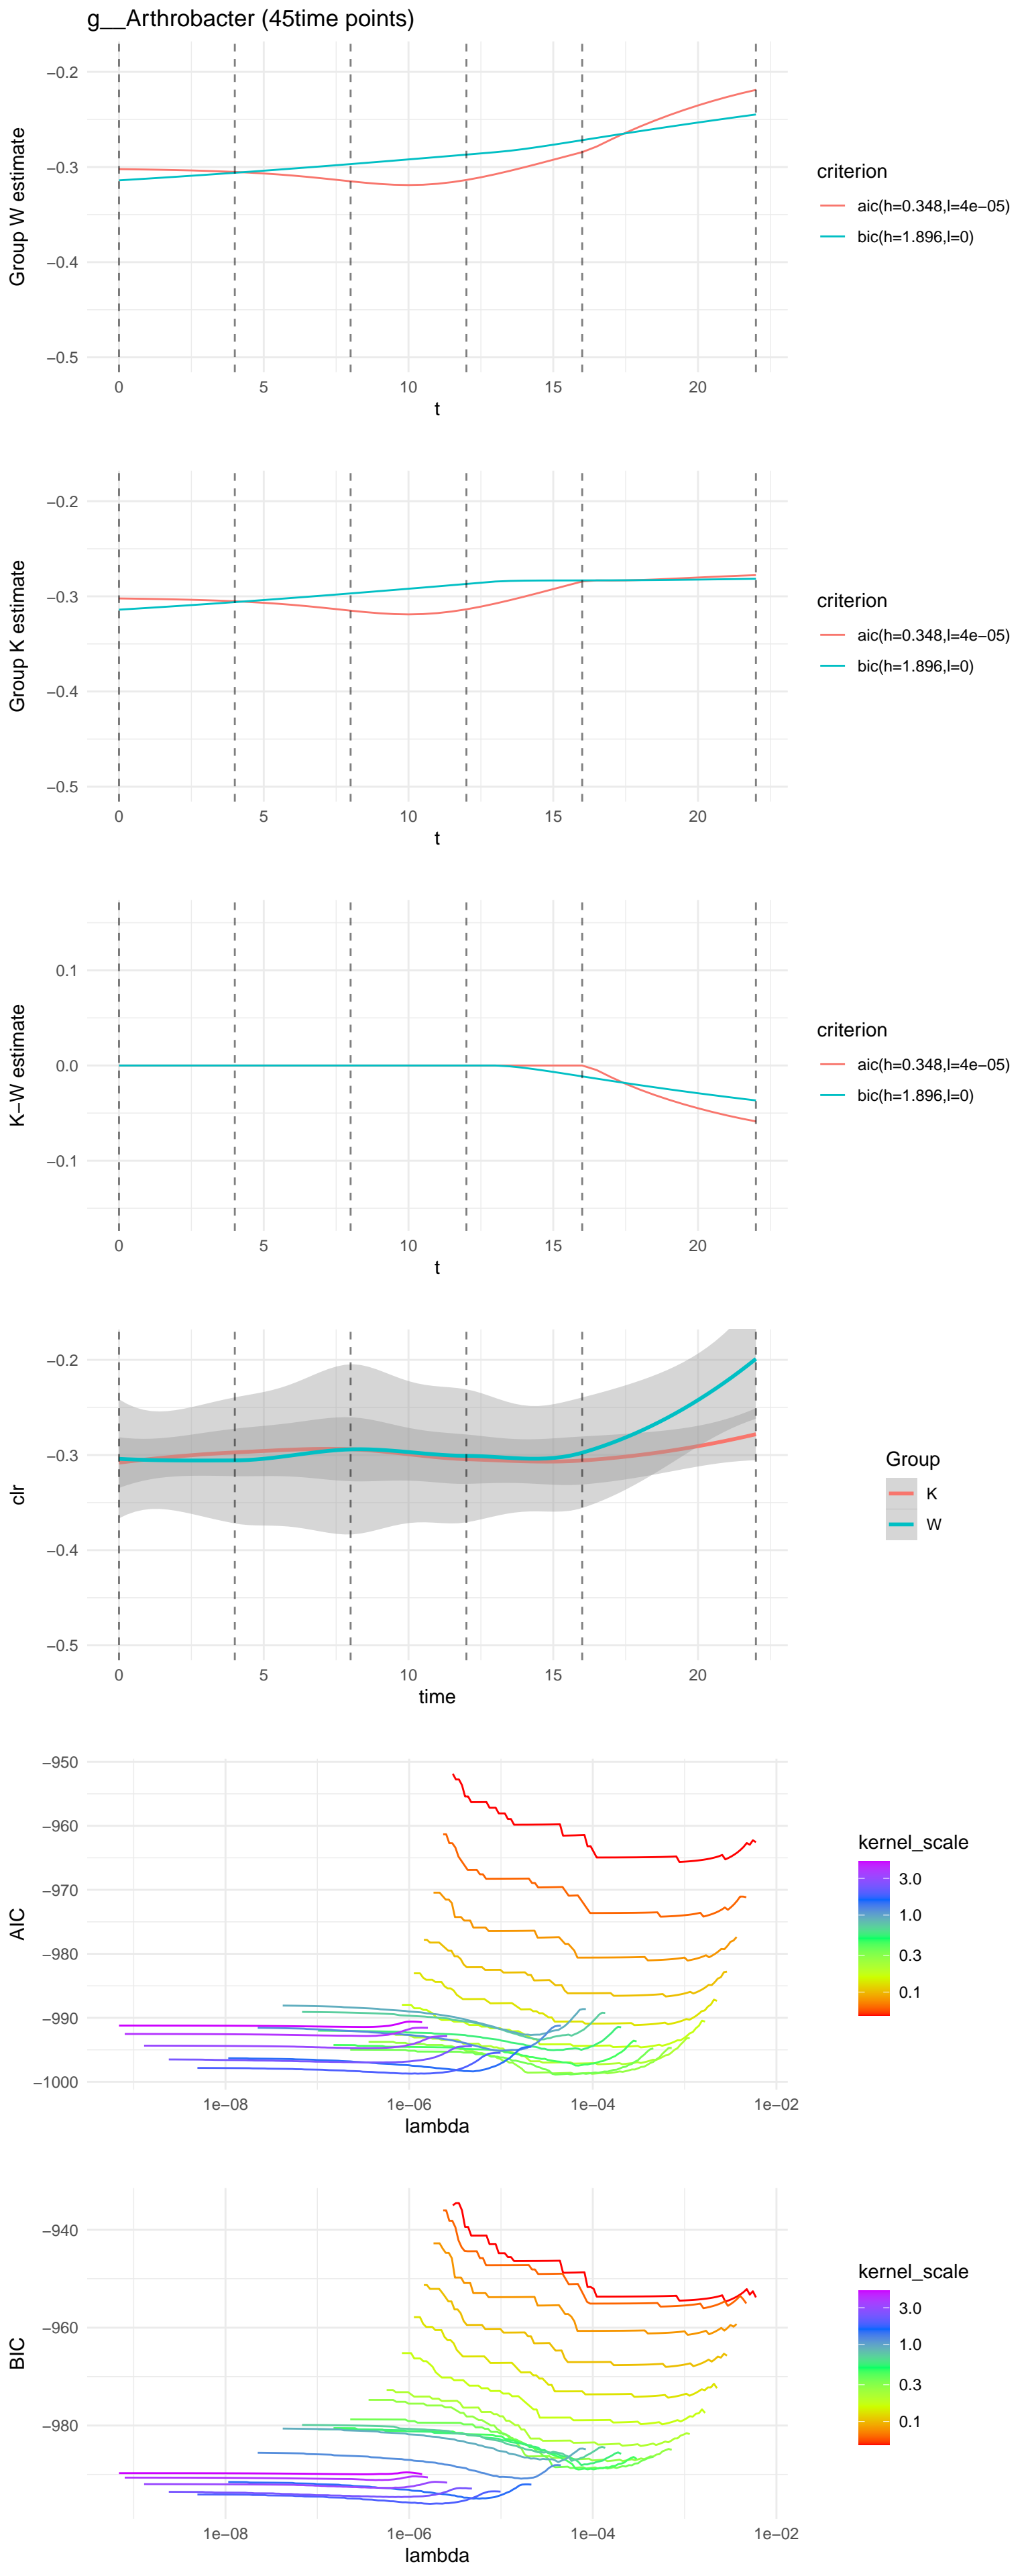 g__Arthrobacter (45time points)
Group W estimate
−0.2
−0.3
−0.4
−0.5
0 5 10 15 20
t
criterion
aic(h=0.348,l=4e−05)
bic(h=1.896,l=0)
Group K estimate
−0.2
−0.3
−0.4
−0.5
0 5 10 15 20
t
criterion
aic(h=0.348,l=4e−05)
bic(h=1.896,l=0)
K−W estimate
0.1
0.0
−0.1
0 5 10 15 20
t
criterion
aic(h=0.348,l=4e−05)
bic(h=1.896,l=0)
clr
−0.2
−0.3
−0.4
−0.5
0 5 10 15 20
time
Group
K
W
AIC
−950
−960
−970
−980
−990
−1000
1e−08 1e−06 1e−04 1e−02
lambda
kernel_scale
3.0
1.0
0.3
0.1
BIC
−940
−960
−980
1e−08 1e−06 1e−04 1e−02
lambda
kernel_scale
3.0
1.0
0.3
0.1